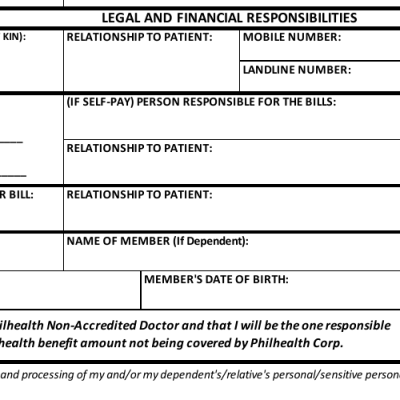 LEGAL AND FINANCIAL RESPONSIBILITIES
KIN):
RELATIONSHIP TO PATIENT:
MOBILE NUMBER:
LANDLINE NUMBER:
(IF SELF-PAY) PERSON RESPONSIBLE FOR THE BILLS:
RELATIONSHIP TO PATIENT:
R BILL:
RELATIONSHIP TO PATIENT:
NAME OF MEMBER (If Dependent):
MEMBER'S DATE OF BIRTH:
ilhealth Non-Accredited Doctor and that I will be the one responsible
health benefit amount not being covered by Philhealth Corp.
and processing of my and/or my dependent's/relative's personal/sensitive person